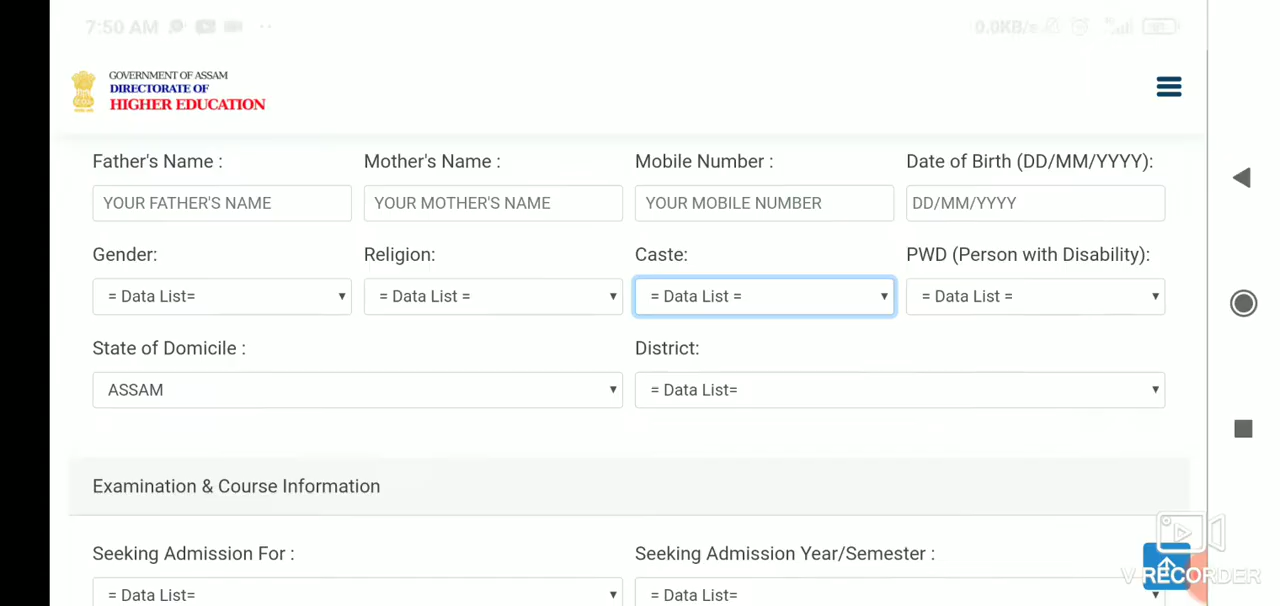 7:50 AM
0.0KB/s
GOVERNMENT OF ASSAM
DIRECTORATE OF
HIGHER EDUCATION
Father's Name : Mother's Name : Mobile Number : Date of Birth (DD/MM/YYYY):
YOUR FATHER'S NAME YOUR MOTHER'S NAME YOUR MOBILE NUMBER DD/MM/YYYY
Gender: Religion: Caste: PWD (Person with Disability):
= Data List= = Data List = = Data List = = Data List =
State of Domicile : District:
ASSAM = Data List=
Examination & Course Information
Seeking Admission For : Seeking Admission Year/Semester :
= Data List= = Data List=
V RECORDER